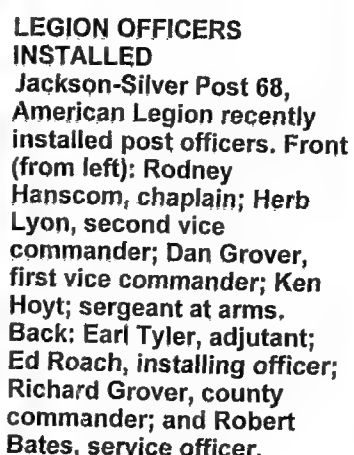 LEGION OFFICERS
INSTALLED
Jackson-Silver Post 68,
American Legion recently
installed post officers. Front
(from left): Rodney
Hanscom, chaplain; Herb
Lyon, second vice
commander; Dan Grover,
first vice commander; Ken
Hoyt; sergeant at arms.
Back: Earl Tyler, adjutant;
Ed Roach, installing officer;
Richard Grover, county
commander; and Robert
Bates, service officer.